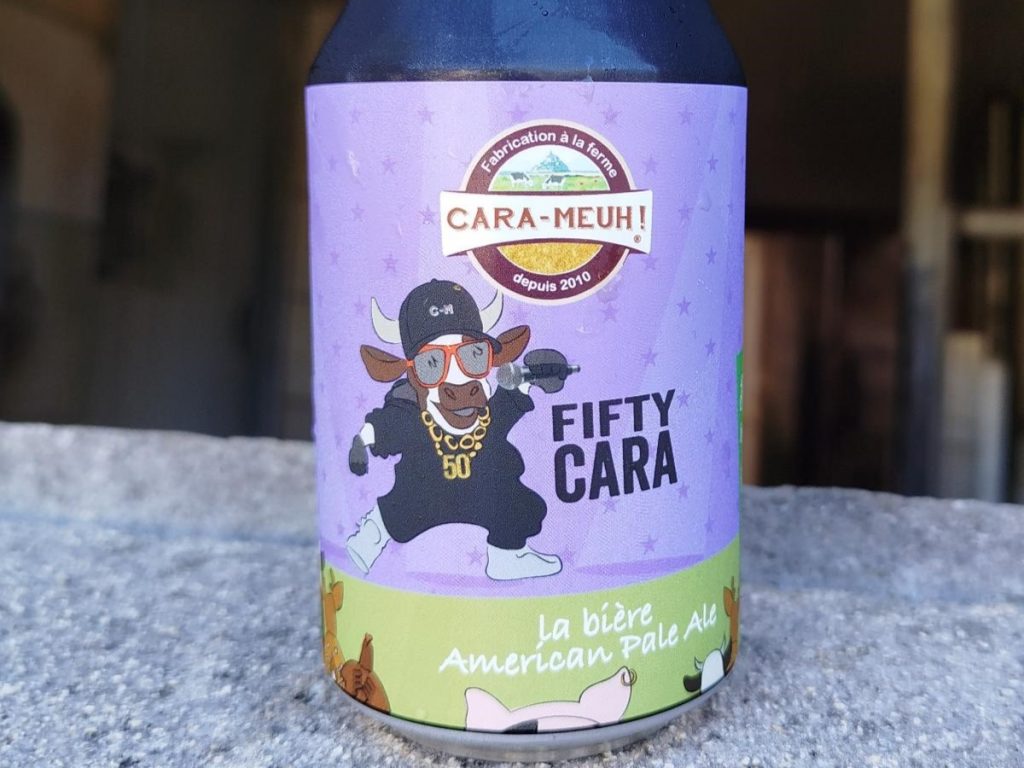 Fabrication à la ferme
CARA-MEUH!
®
depuis 2010
C-M
50
FIFTY
CARA
la bière
American Pale Ale